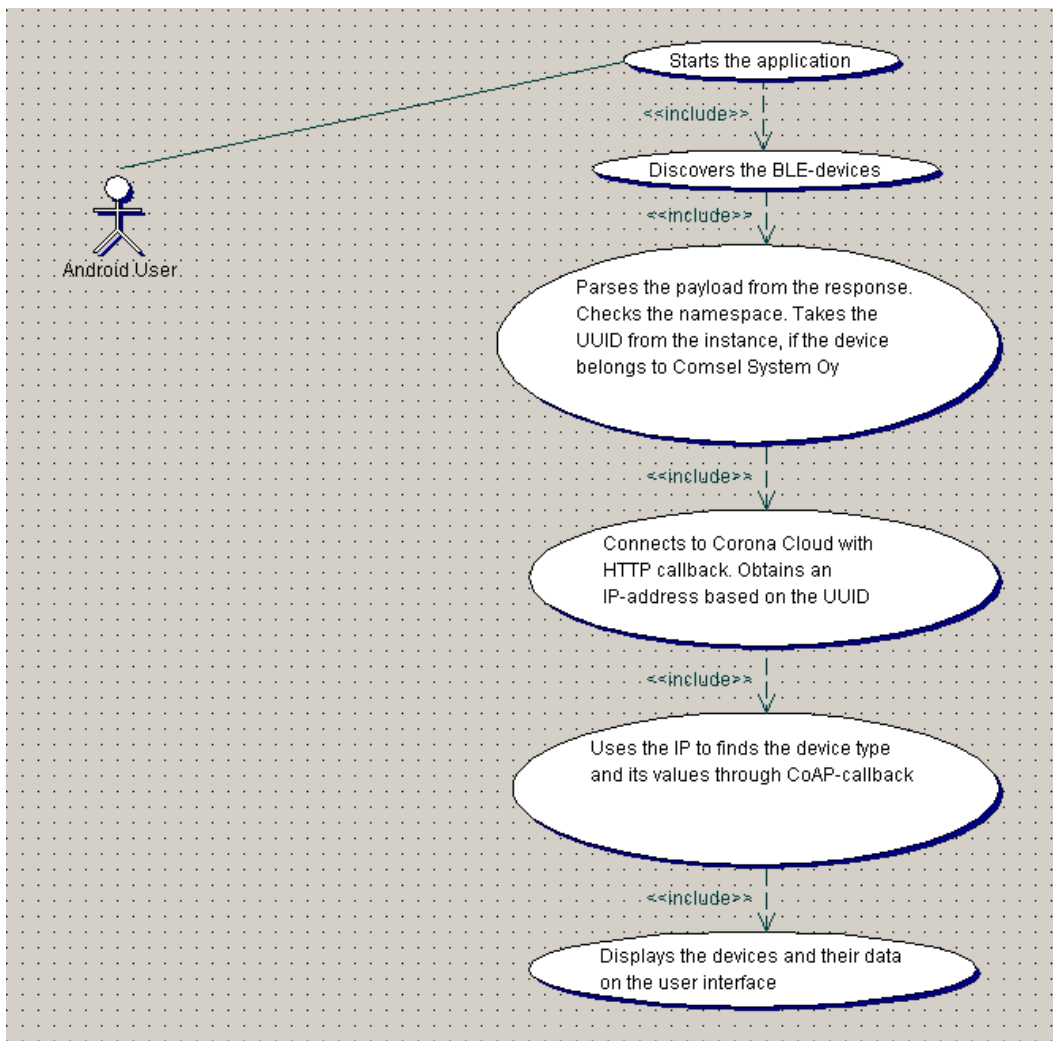 Starts the application
<<include>>
Discovers the BLE-devices
<<include>>
Android User
Parses the payload from the response.
Checks the namespace. Takes the
UUID from the instance, if the device
belongs to Comsel System Oy
<<include>>
Connects to Corona Cloud with
HTTP callback. Obtains an
IP-address based on the UUID
<<include>>
Uses the IP to finds the device type
and its values through CoAP-callback
<<include>>
Displays the devices and their data
on the user interface